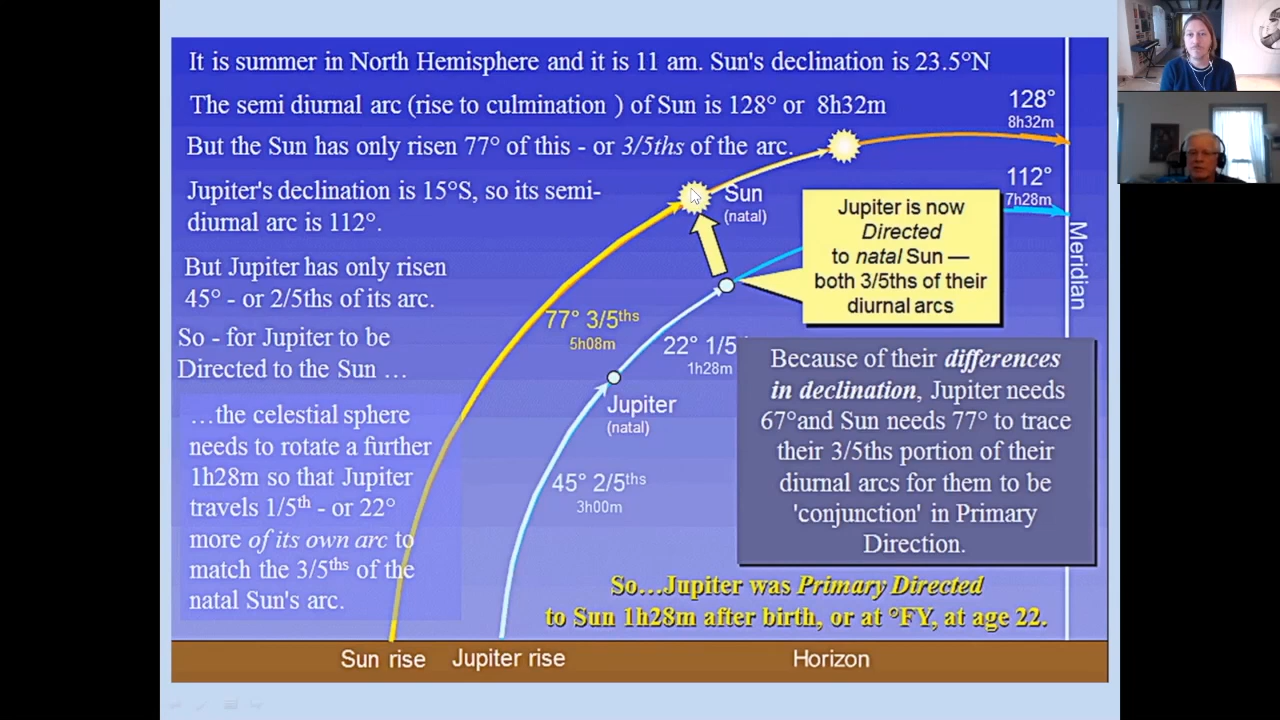 It is summer in North Hemisphere and it is 11 am. Sun's declination is 23.5°N
The semi diurnal arc (rise to culmination ) of Sun is 128° or 8h32m
But the Sun has only risen 77° of this - or 3/5ths of the arc.
Jupiter's declination is 15°S, so its semi-
diurnal arc is 112°.
But Jupiter has only risen
45° - or 2/5ths of its arc.
So - for Jupiter to be
Directed to the Sun …
…the celestial sphere
needs to rotate a further
1h28m so that Jupiter
travels 1/5th - or 22°
more of its own arc to
match the 3/5ths of the
natal Sun's arc.
128°
8h32m
112°
7h28m
Meridian
Sun
(natal)
Jupiter is now
Directed
to natal Sun —
both 3/5ths of their
diurnal arcs
77° 3/5ths
5h08m
22° 1/5
1h28m
Jupiter
(natal)
45° 2/5ths
3h00m
Because of their differences
in declination, Jupiter needs
67°and Sun needs 77° to trace
their 3/5ths portion of their
diurnal arcs for them to be
'conjunction' in Primary
Direction.
So…Jupiter was Primary Directed
to Sun 1h28m after birth, or at °FY, at age 22.
Sun rise
Jupiter rise
Horizon